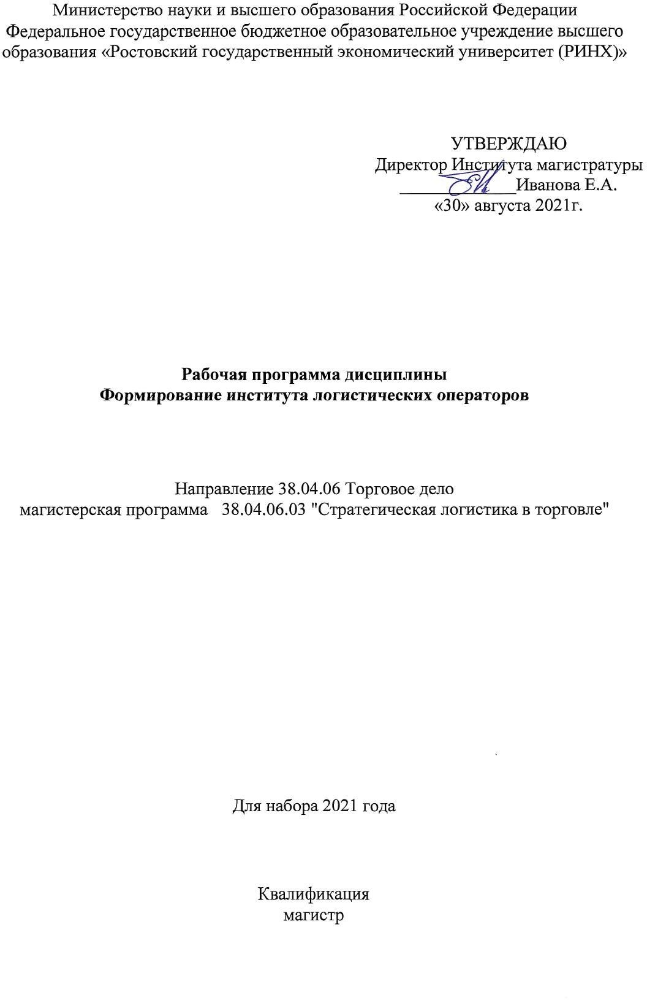 Министерство науки и высшего образования Российской Федерации
Федеральное государственное бюджетное образовательное учреждение высшего
образования «Ростовский государственный экономический университет (РИНХ)»
УТВЕРЖДАЮ
Директор Института магистратуры
______________Иванова Е.А.
«30» августа 2021г.
Рабочая программа дисциплины
Формирование института логистических операторов
Направление 38.04.06 Торговое дело
магистерская программа 38.04.06.03 "Стратегическая логистика в торговле"
Для набора 2021 года
Квалификация
магистр